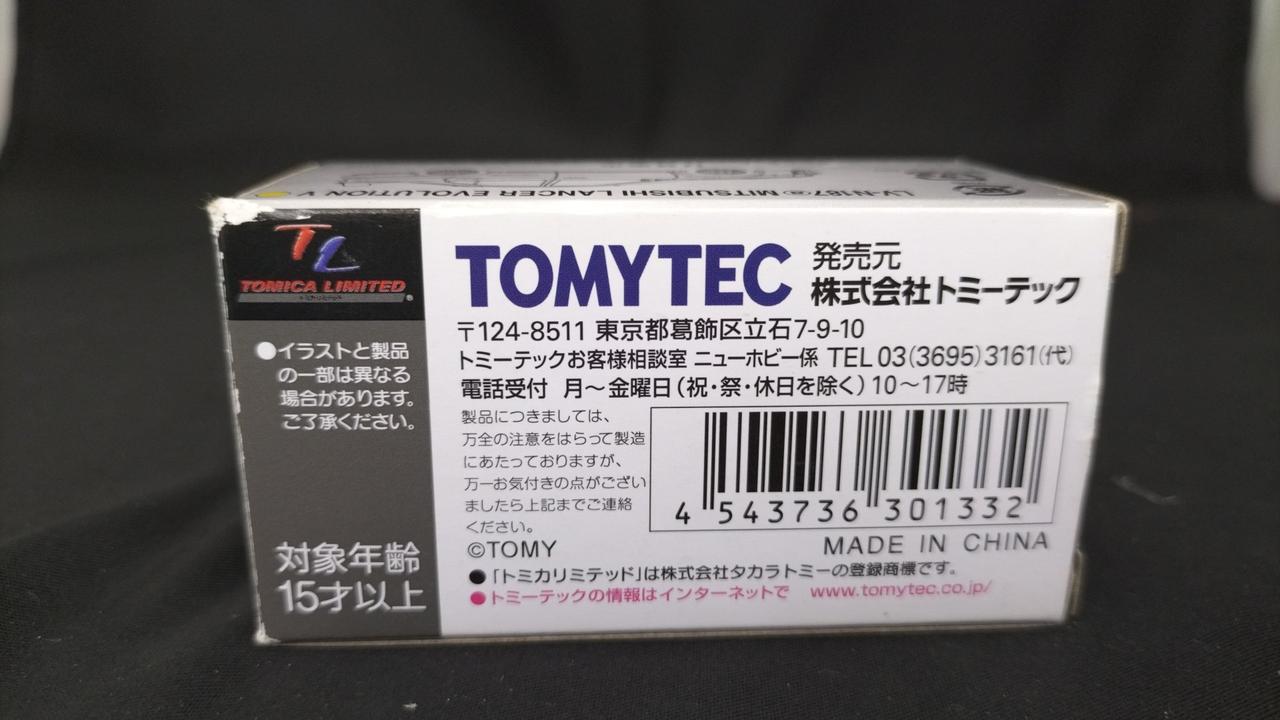 LV-N187ⓐ MITSUBISHI LANCER EVOLUTION V
TL
TOMICA LIMITED
トミカリミテッド
®
●イラストと製品
の一部は異なる
場合があります。
ご了承ください。
対象年齢
15才以上
TOMYTEC
発売元
株式会社トミーテック
〒124-8511 東京都葛飾区立石7-9-10
トミーテックお客様相談室 ニューホビー係 TEL 03(3695)3161(代)
電話受付 月～金曜日(祝・祭・休日を除く)10～17時
製品につきましては、
万全の注意をはらって製造
にあたっておりますが、
万一お気付きの点がござい
ましたら上記までご連絡
ください。
4 543736 301332
©TOMY
MADE IN CHINA
●「トミカリミテッド」は株式会社タカラトミーの登録商標です。
●トミーテックの情報はインターネットで www.tomytec.co.jp/